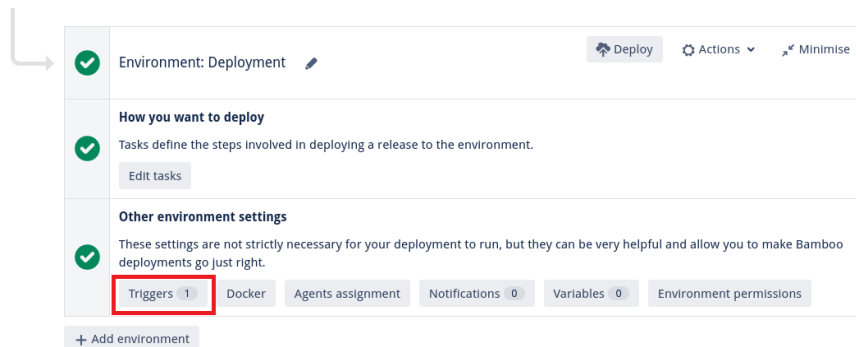 Environment: Deployment
Deploy
Actions
Minimise
How you want to deploy
Tasks define the steps involved in deploying a release to the environment.
Edit tasks
Other environment settings
These settings are not strictly necessary for your deployment to run, but they can be very helpful and allow you to make Bamboo
deployments go just right.
Triggers 1
Docker
Agents assignment
Notifications 0
Variables 0
Environment permissions
+ Add environment